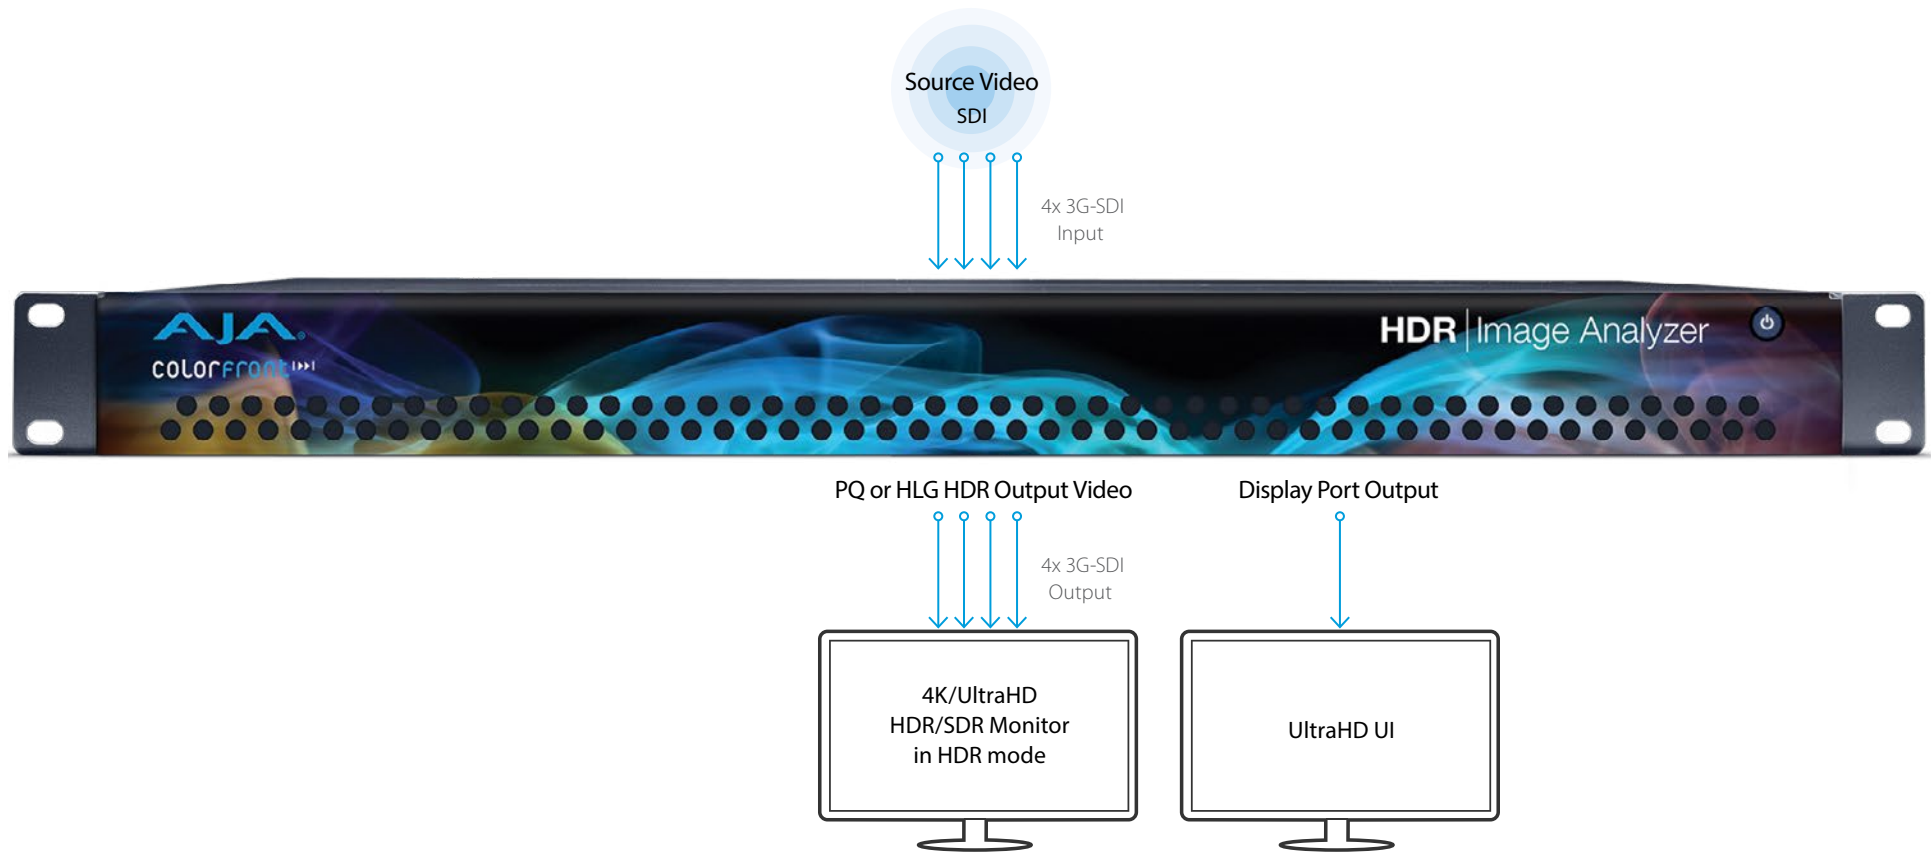 Source Video
SDI
4x 3G-SDI
Input
AJA
colorfront
HDR | Image Analyzer
PQ or HLG HDR Output Video
Display Port Output
4x 3G-SDI
Output
4K/UltraHD
HDR/SDR Monitor
in HDR mode
UltraHD UI